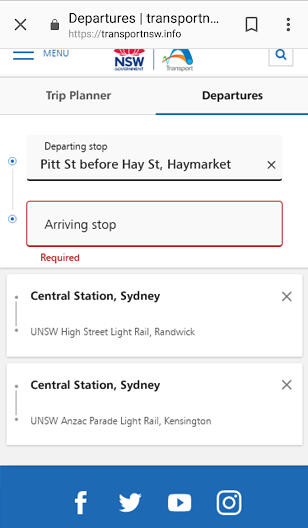 Departures | transportn...
https://transportnsw.info
MENU
NSW
GOVERNMENT
Transport
Trip Planner
Departures
Departing stop
Pitt St before Hay St, Haymarket
Arriving stop
Required
Central Station, Sydney
UNSW High Street Light Rail, Randwick
Central Station, Sydney
UNSW Anzac Parade Light Rail, Kensington